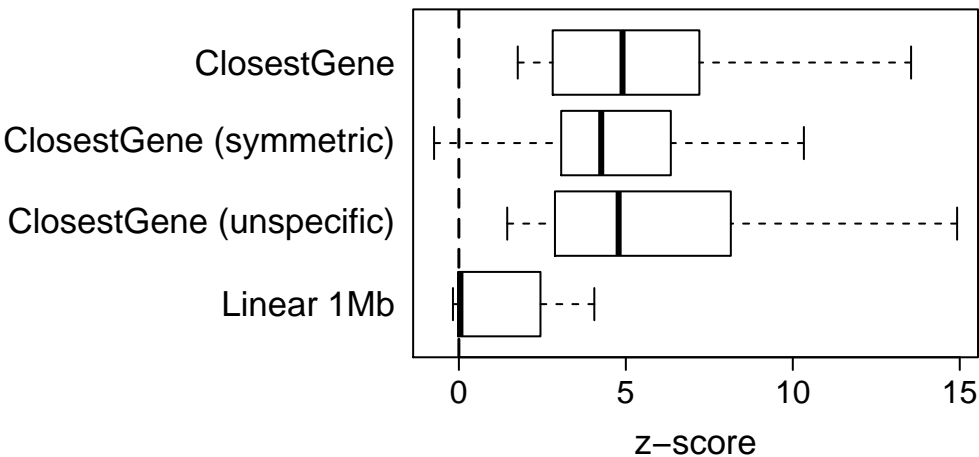 ClosestGene
ClosestGene (symmetric)
ClosestGene (unspecific)
Linear 1Mb
0 5 10 15
z−score